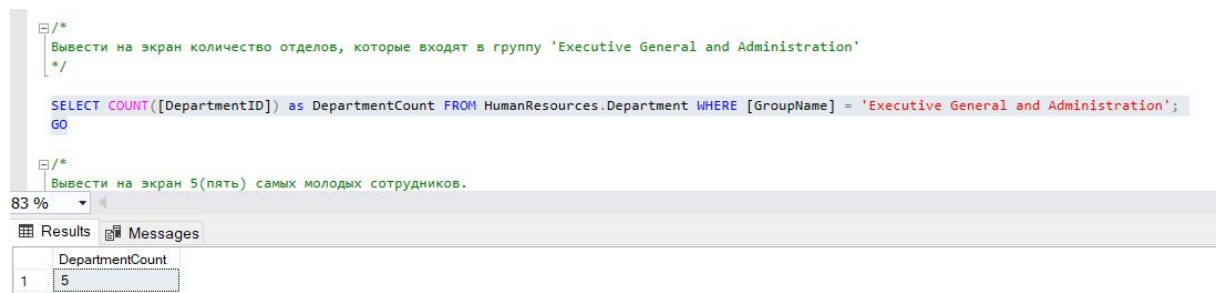 /*
Вывести на экран количество отделов, которые входят в группу 'Executive General and Administration'
*/
SELECT COUNT([DepartmentID]) as DepartmentCount FROM HumanResources.Department WHERE [GroupName] = 'Executive General and Administration';
GO
/*
Вывести на экран 5(пять) самых молодых сотрудников.
83 %
Results Messages
DepartmentCount
1 5